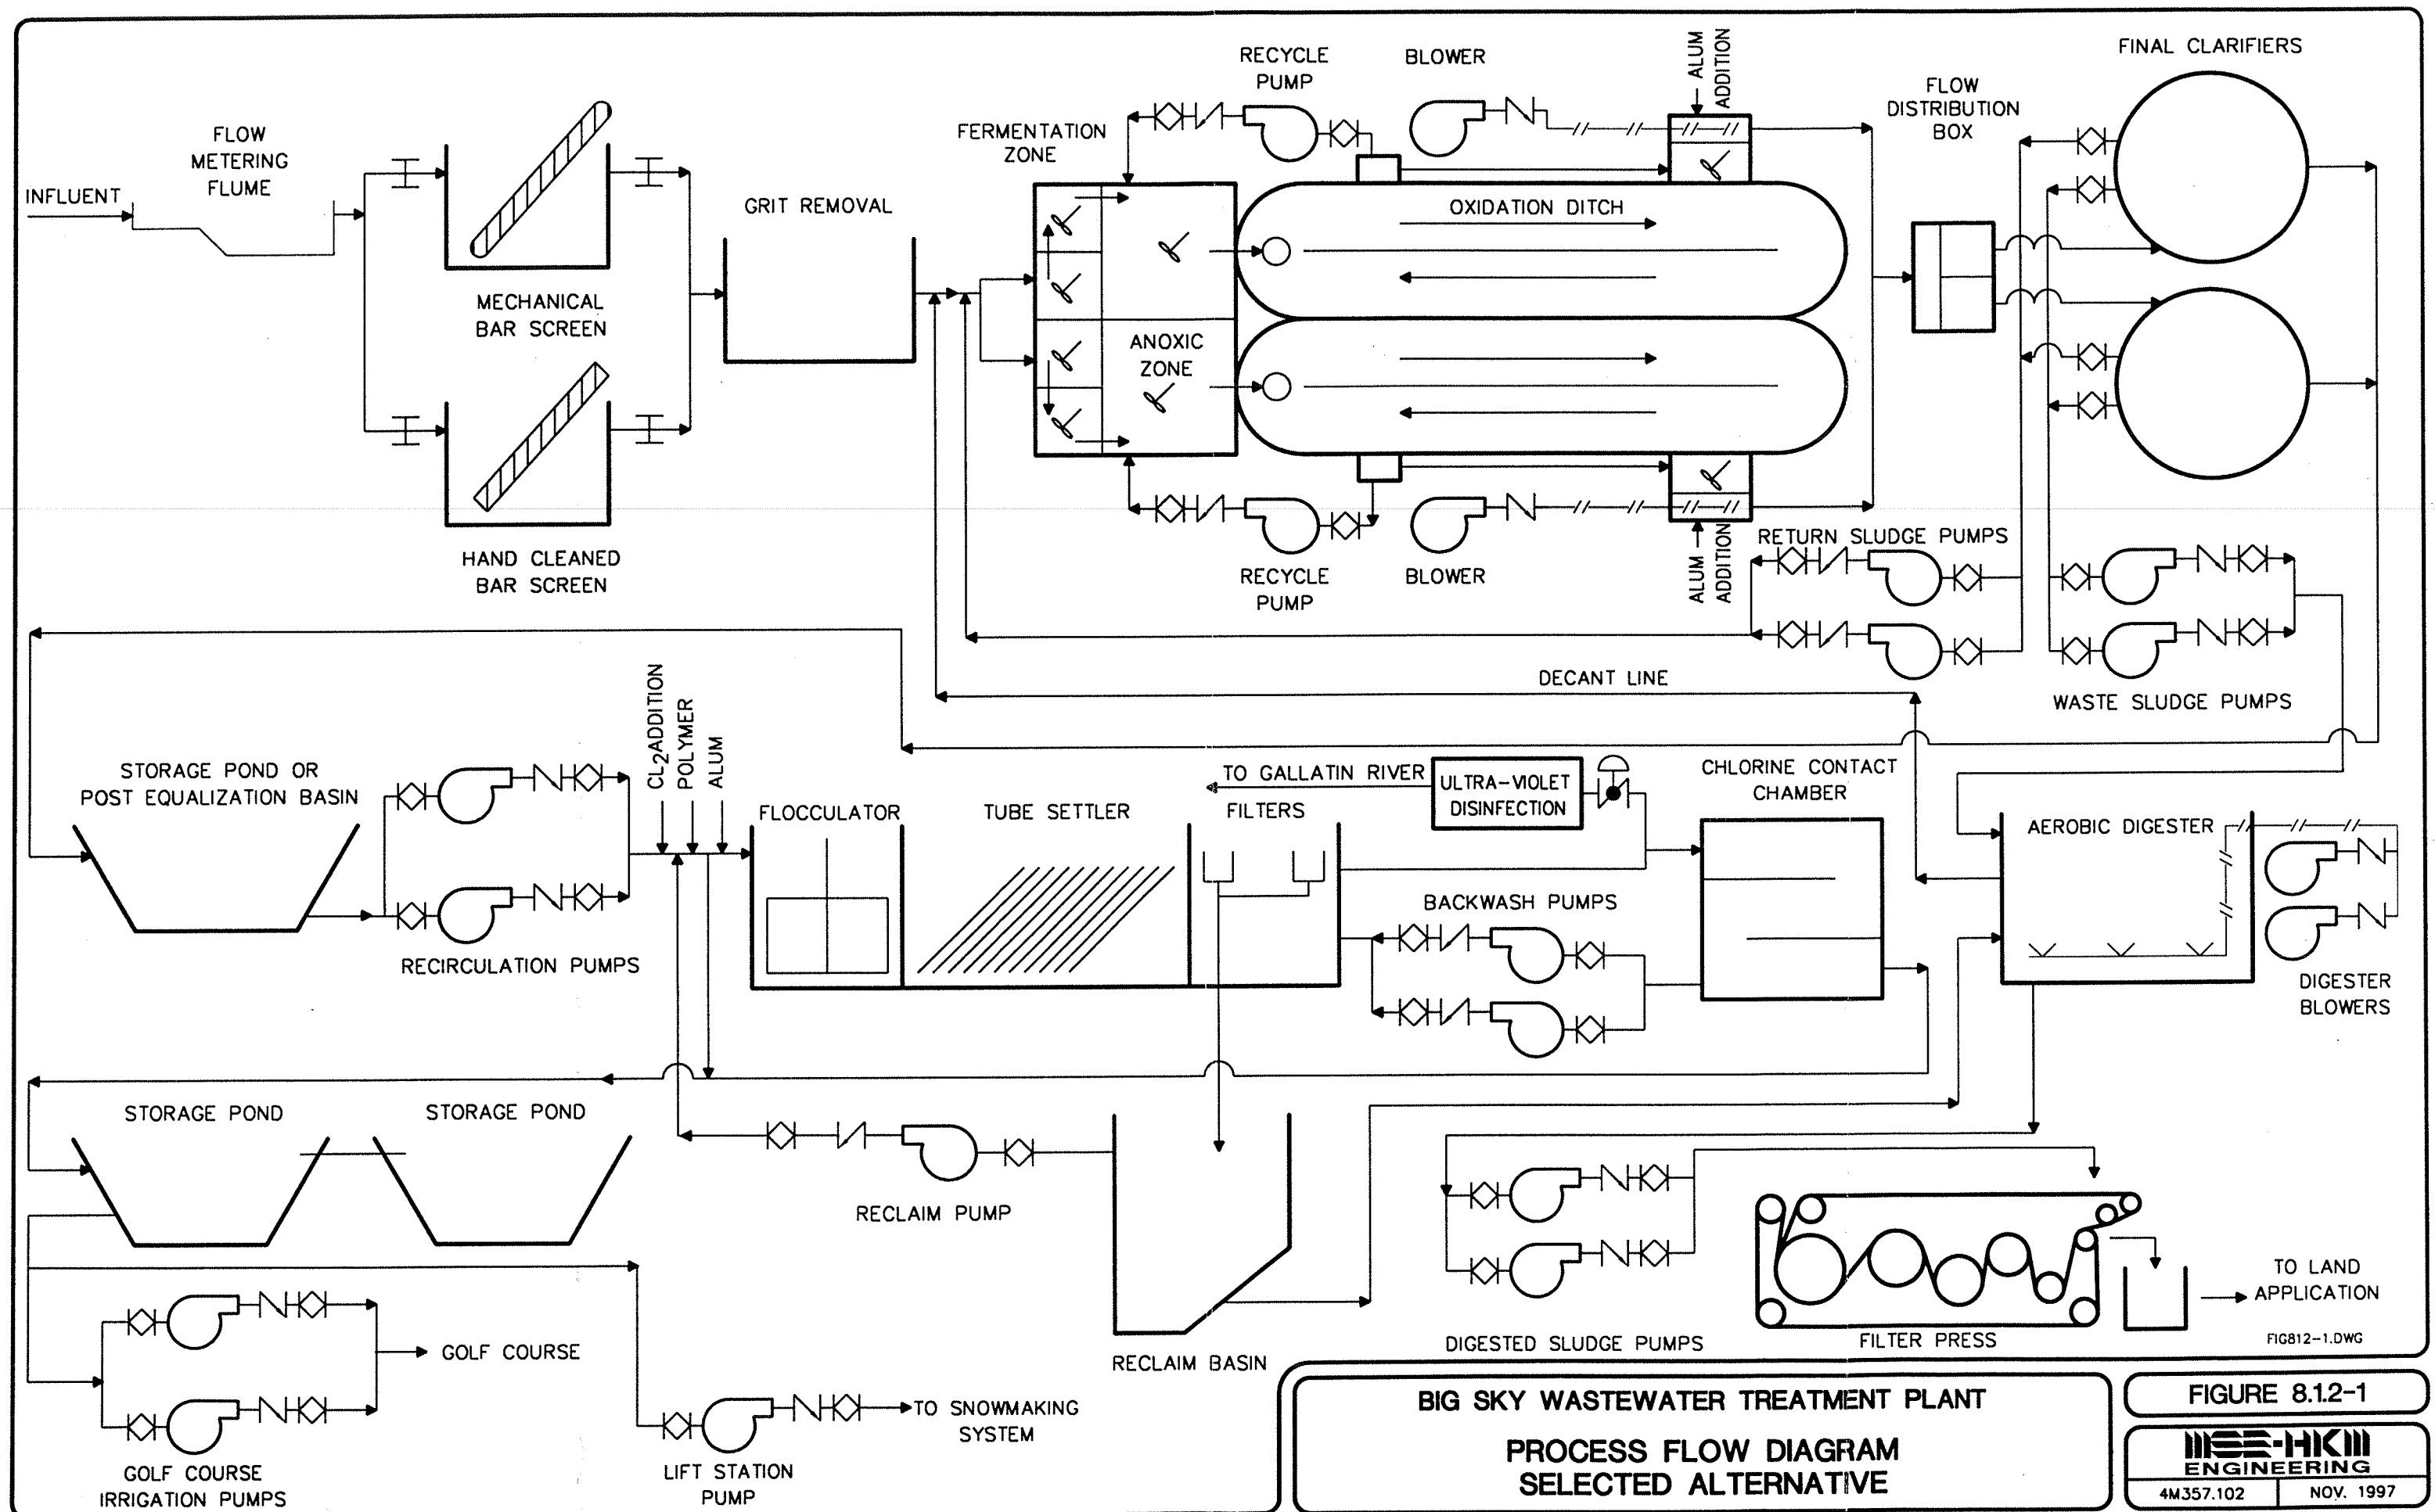 INFLUENT
FLOW
METERING
FLUME
MECHANICAL
BAR SCREEN
HAND CLEANED
BAR SCREEN
GRIT REMOVAL
FERMENTATION
ZONE
RECYCLE
PUMP
BLOWER
ALUM
ADDITION
OXIDATION DITCH
ANOXIC
ZONE
RECYCLE
PUMP
BLOWER
ALUM
ADDITION
FLOW
DISTRIBUTION
BOX
FINAL CLARIFIERS
RETURN SLUDGE PUMPS
WASTE SLUDGE PUMPS
DECANT LINE
STORAGE POND OR
POST EQUALIZATION BASIN
RECIRCULATION PUMPS
CL2ADDITION
POLYMER
ALUM
FLOCCULATOR
TUBE SETTLER
FILTERS
TO GALLATIN RIVER
ULTRA-VIOLET
DISINFECTION
CHLORINE CONTACT
CHAMBER
BACKWASH PUMPS
AEROBIC DIGESTER
DIGESTER
BLOWERS
STORAGE POND
STORAGE POND
RECLAIM PUMP
RECLAIM BASIN
DIGESTED SLUDGE PUMPS
FILTER PRESS
TO LAND
APPLICATION
FIG812-1.DWG
GOLF COURSE
GOLF COURSE
IRRIGATION PUMPS
LIFT STATION
PUMP
TO SNOWMAKING
SYSTEM
BIG SKY WASTEWATER TREATMENT PLANT
PROCESS FLOW DIAGRAM
SELECTED ALTERNATIVE
FIGURE 8.1.2-1
MSE-HKM
ENGINEERING
4M357.102
NOV. 1997